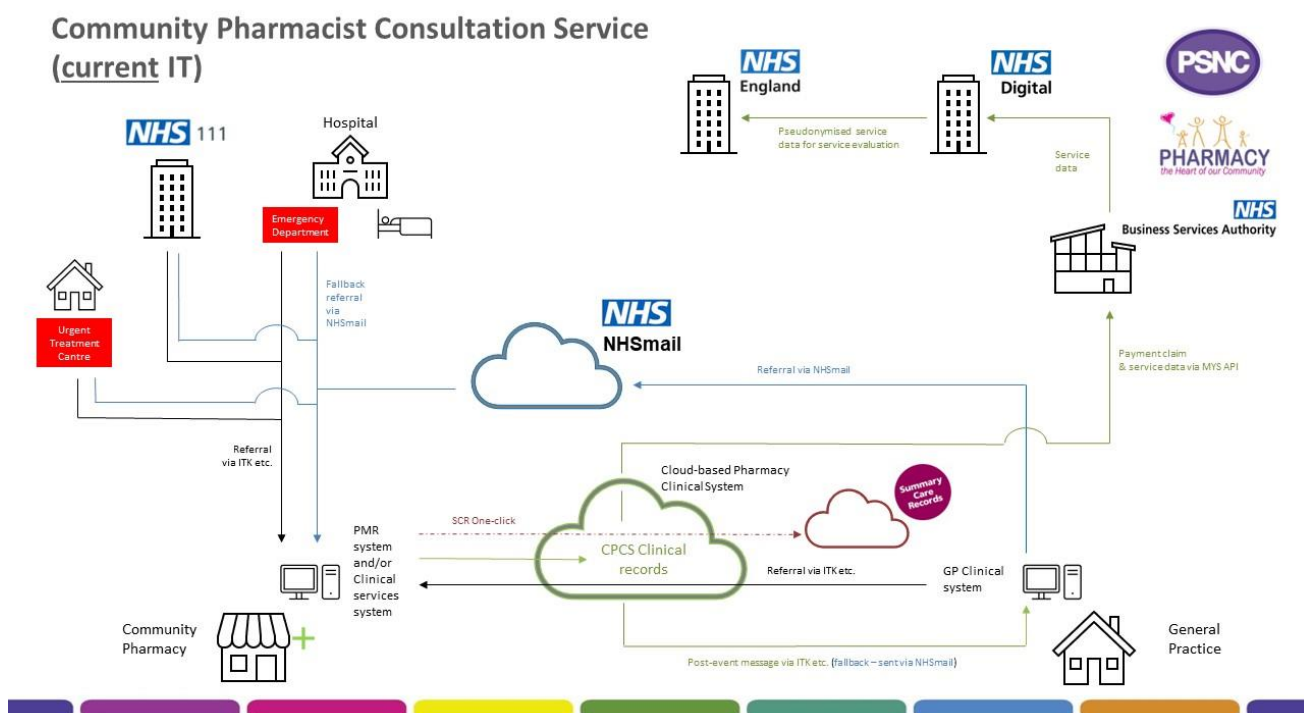 Community Pharmacist Consultation Service
(current IT)
NHS 111
Hospital
Emergency
Department
Urgent
Treatment
Centre
Fallback
referral
via
NHSmail
Referral
via ITK etc.
NHS
England
NHS
Digital
Pseudonymised service
data for service evaluation
Service
data
PSNC
PHARMACY
the Heart of our Community
NHS
Business Services Authority
NHS
NHSmail
Referral via NHSmail
Payment claim
& service data via MYS API
Cloud-based Pharmacy
Clinical System
Summary
Care
Records
SCR One-click
PMR
system
and/or
Clinical
services
system
CPCS Clinical
records
Referral via ITK etc.
GP Clinical
system
Community
Pharmacy
General
Practice
Post-event message via ITK etc. (fallback – sent via NHSmail)